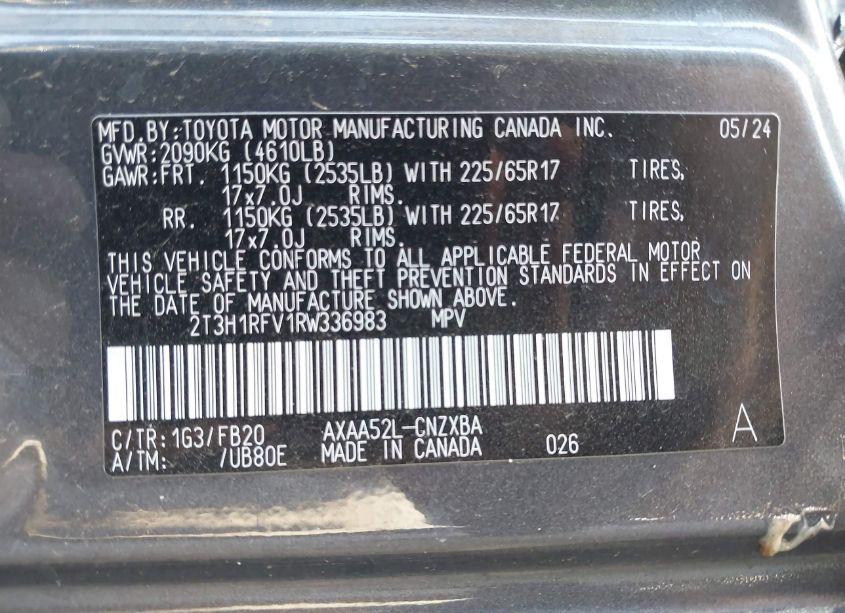 MFD.BY:TOYOTA MOTOR MANUFACTURING CANADA INC. 05/24
GVWR:2090KG (4610LB)
GAWR:FRT. 1150KG (2535LB) WITH 225/65R17 TIRES,
17x7.0J RIMS.
RR. 1150KG (2535LB) WITH 225/65R17 TIRES,
17x7.0J RIMS.
THIS VEHICLE CONFORMS TO ALL APPLICABLE FEDERAL MOTOR
VEHICLE SAFETY AND THEFT PREVENTION STANDARDS IN EFFECT ON
THE DATE OF MANUFACTURE SHOWN ABOVE.
2T3H1RFV1RW336983 MPV
C/TR:1G3/FB20 AXAA52L-CNZXBA A
A/TM: /UB80E MADE IN CANADA 026